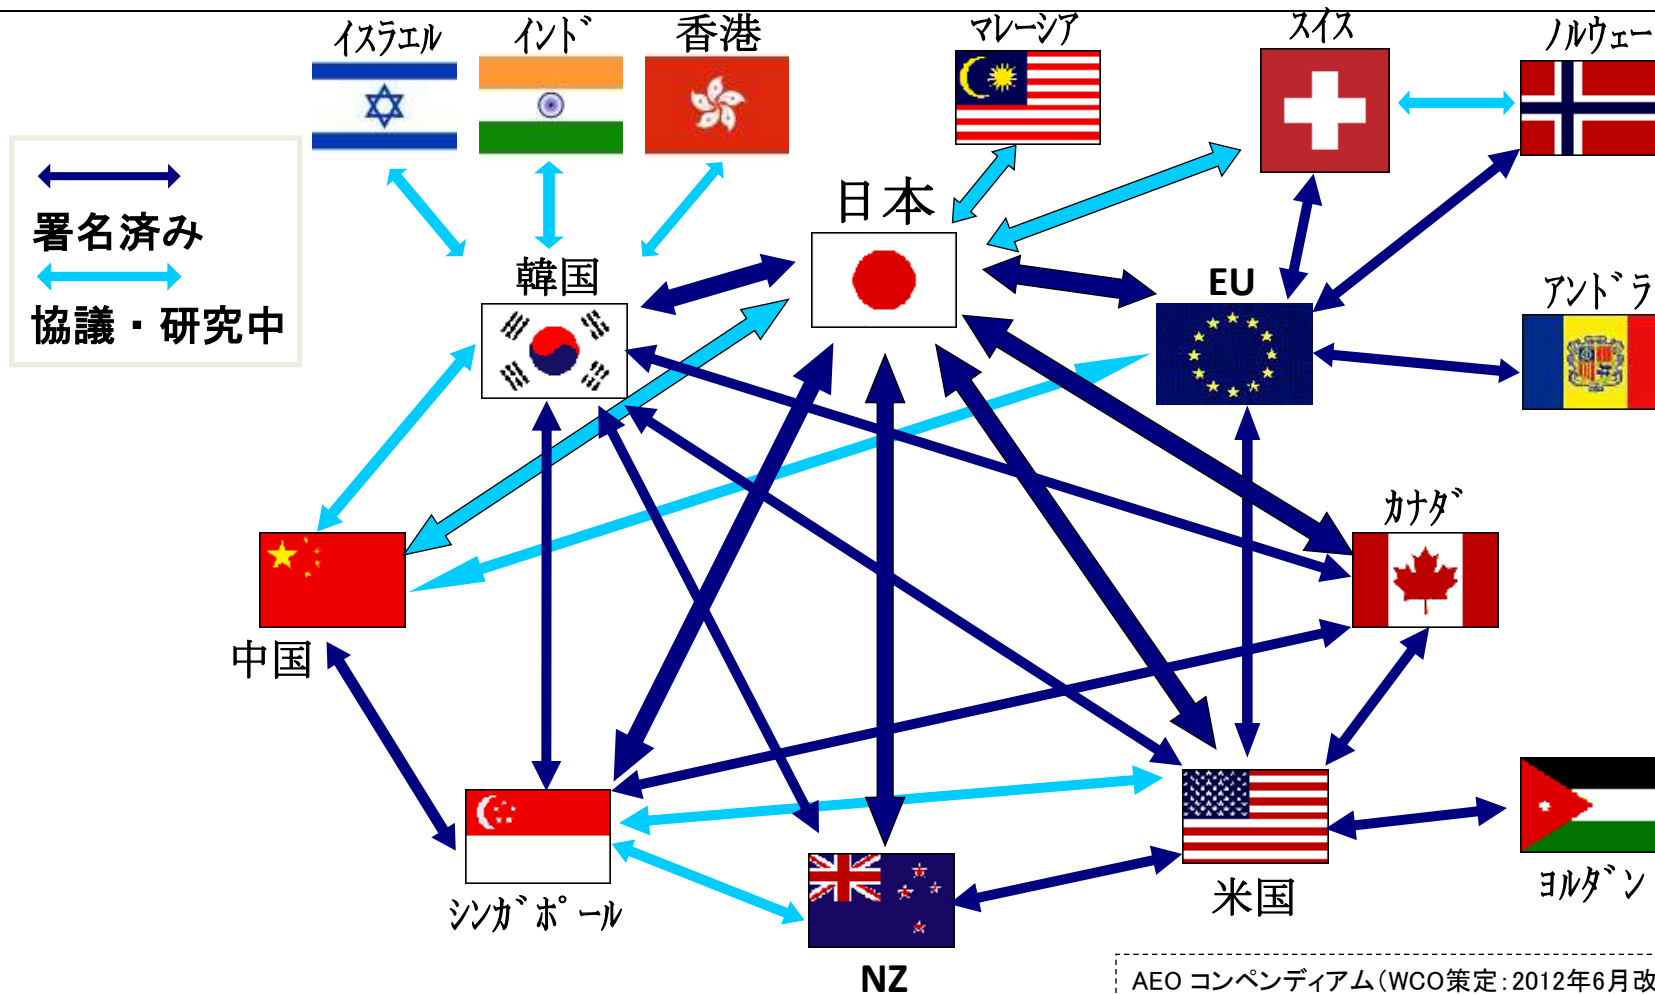 イスラエル
インド
香港
マレーシア
スイス
ノルウェー
署名済み
協議・研究中
日本
韓国
EU
アンドラ
カナダ
中国
シンガポール
NZ
米国
ヨルダン
AEO コンペンディアム（WCO策定：2012年6月改